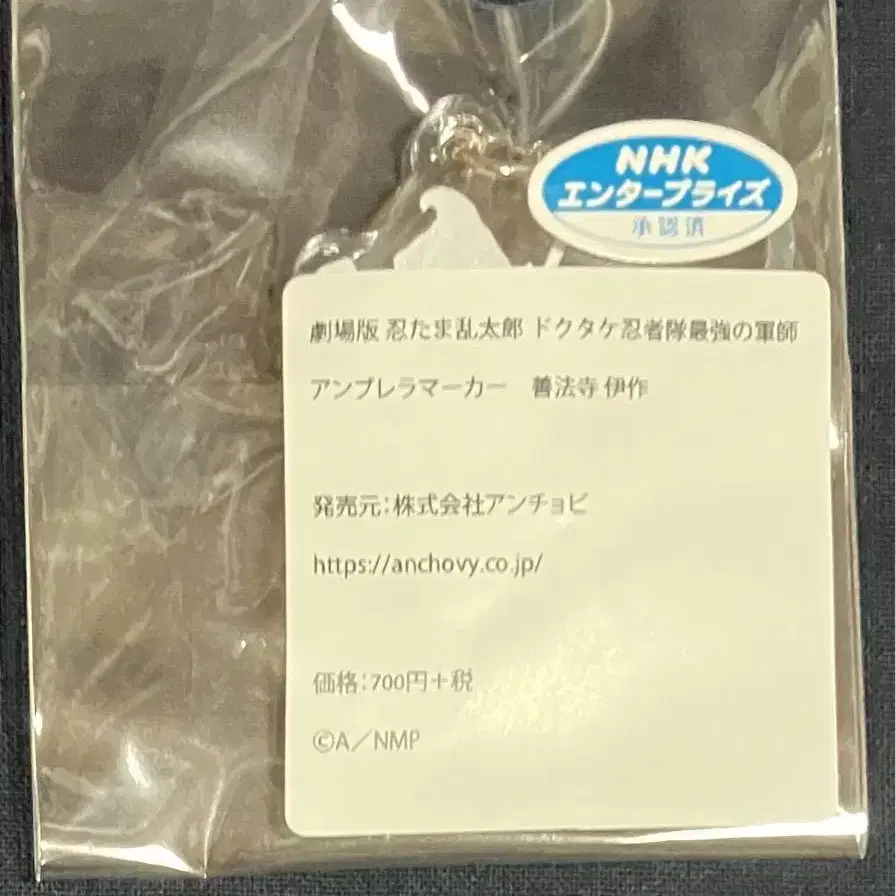 NHK
エンタープライズ
承認済
劇場版 忍たま乱太郎 ドクタケ忍者隊最強の軍師
アンブレラマーカー　善法寺 伊作
発売元：株式会社アンチョビ
https://anchovy.co.jp/
価格：700円＋税
©A／NMP